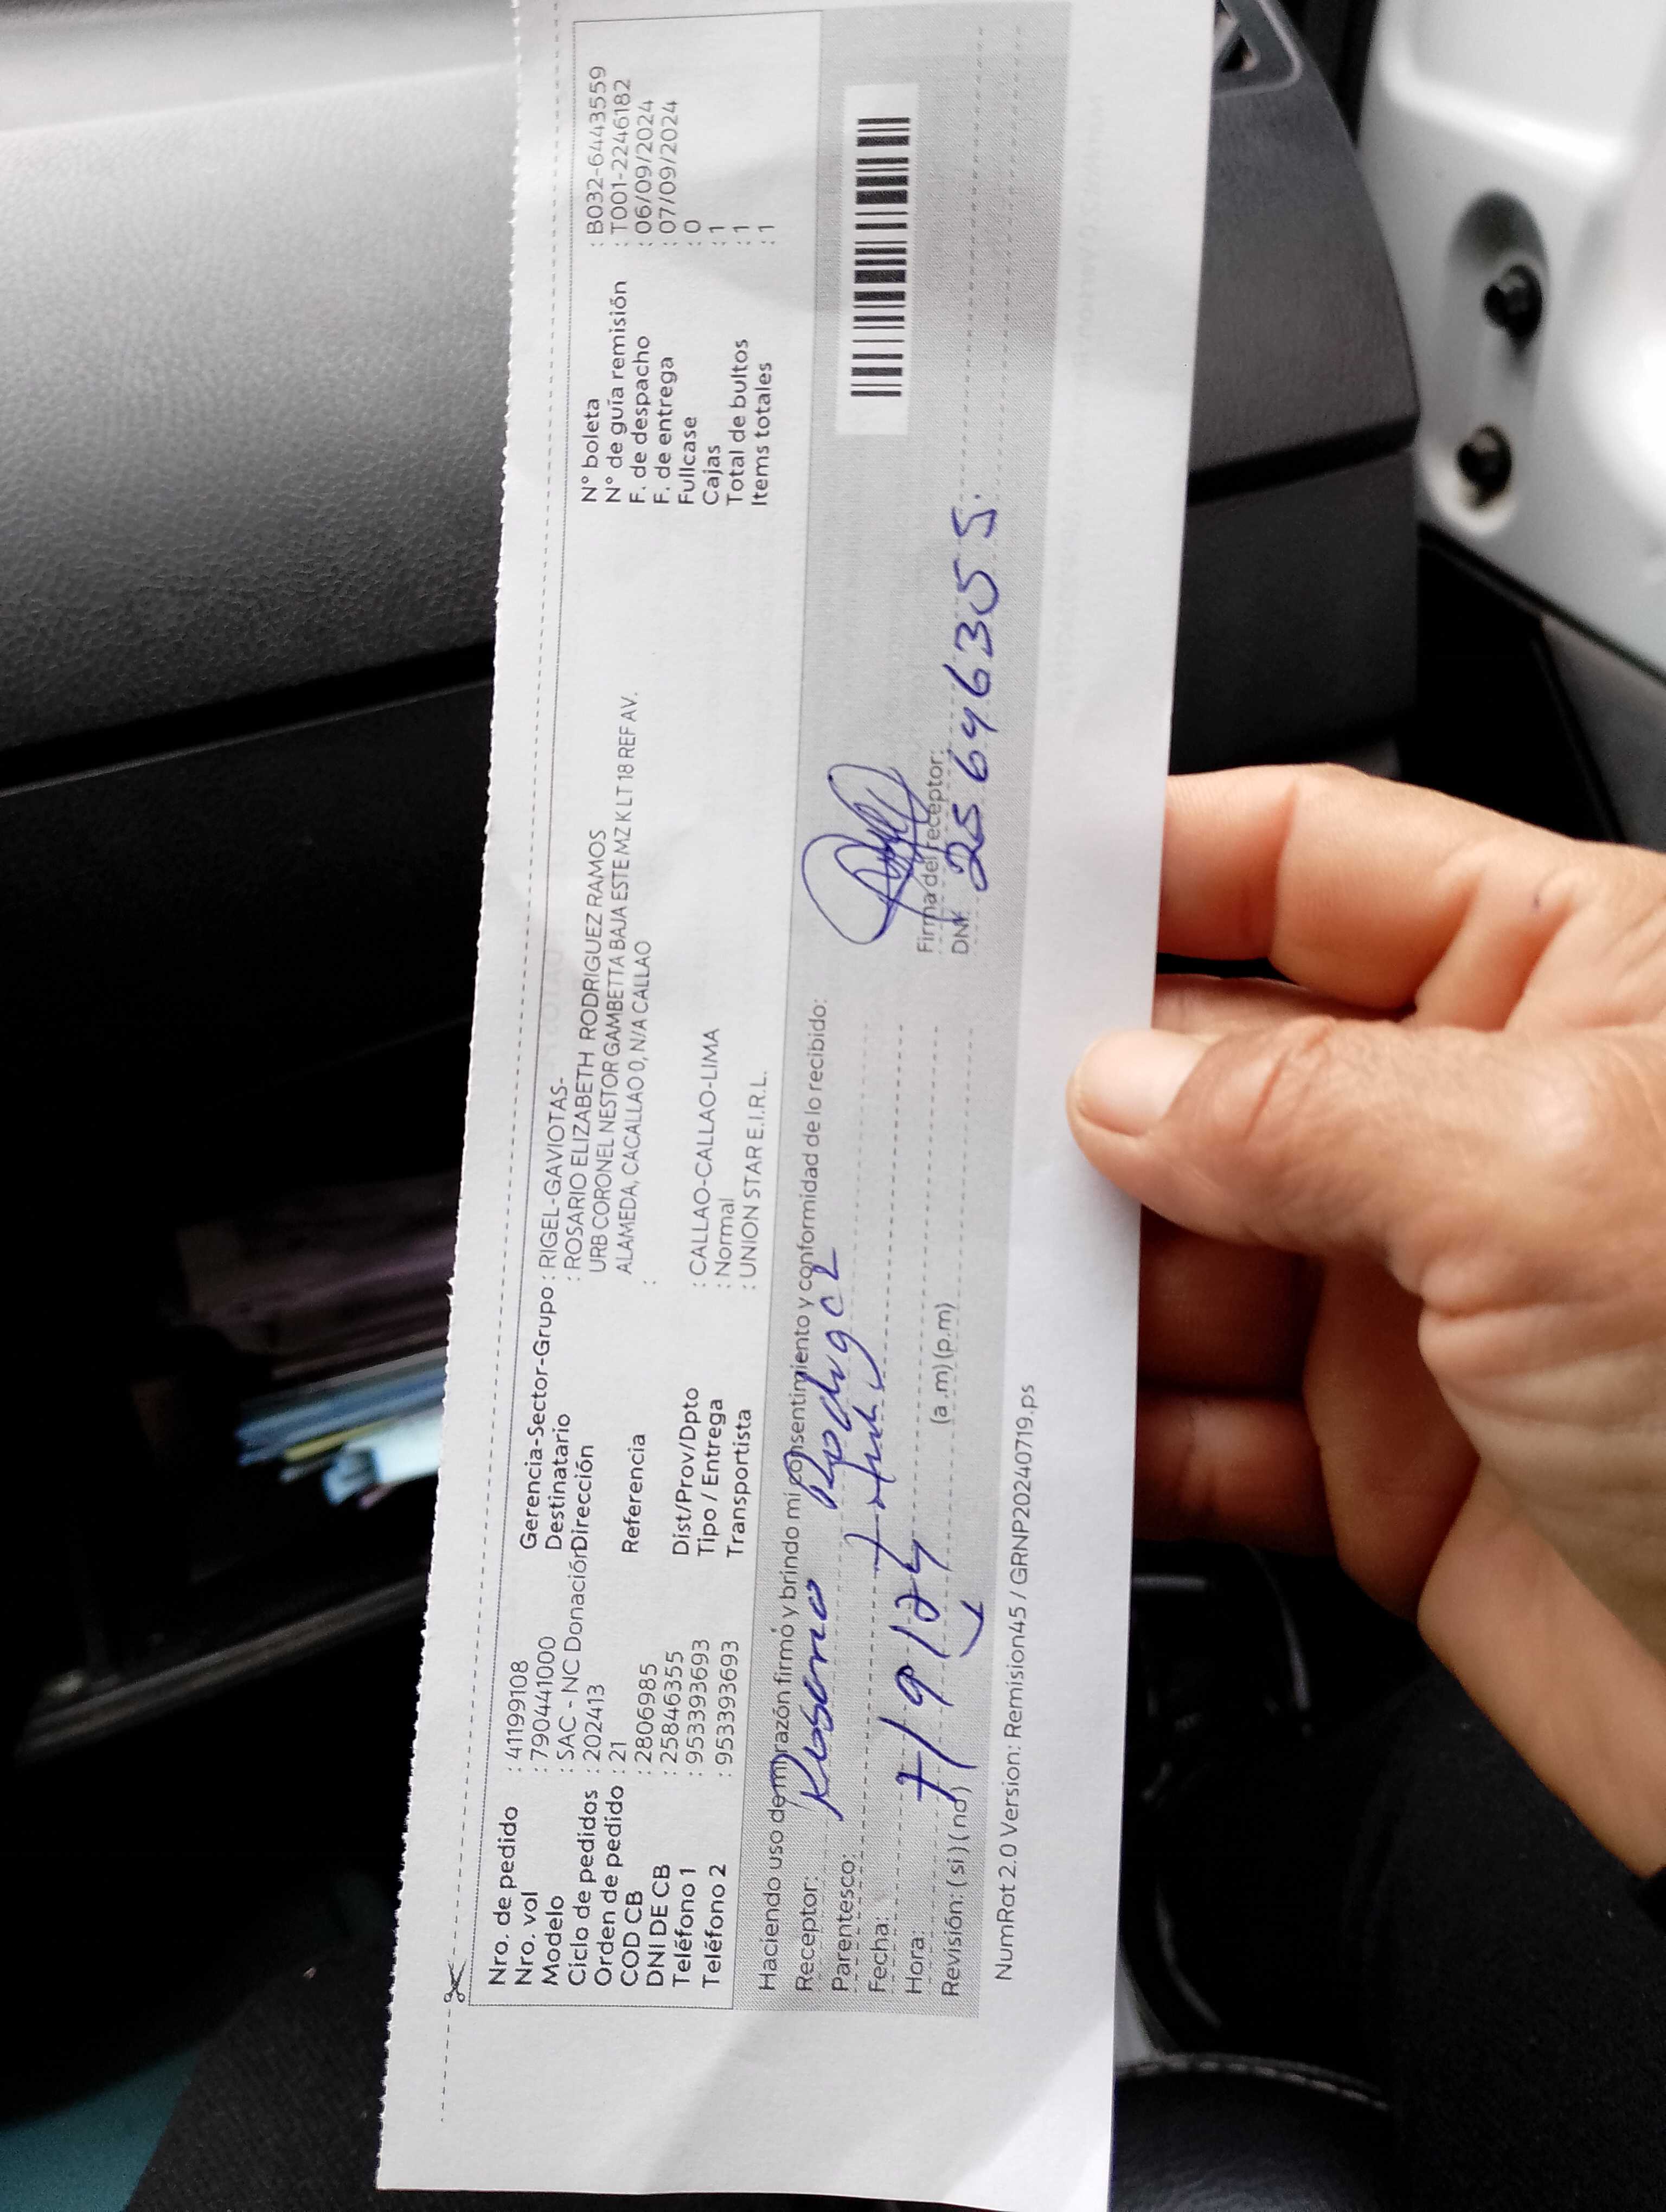 Nro. de pedido : 41199108
Nro. vol : 790441000
Modelo : SAC - NC Donación
Ciclo de pedidos : 202413
Orden de pedido : 21
COD CB : 2806985
DNI DE CB : 25846355
Teléfono 1 : 953393693
Teléfono 2 : 953393693
Gerencia-Sector-Grupo : RIGEL-GAVIOTAS-
Destinatario : ROSARIO ELIZABETH RODRIGUEZ RAMOS
Dirección URB CORONEL NESTOR GAMBETTA BAJA ESTE MZ K LT 18 REF AV.
ALAMEDA, CACALLAO 0, N/A CALLAO
Referencia :
Dist/Prov/Dpto : CALLAO-CALLAO-LIMA
Tipo / Entrega : Normal
Transportista : UNION STAR E.I.R.L.
N° boleta : B032-6443559
N° de guía remisión : T001-2246182
F. de despacho : 06/09/2024
F. de entrega : 07/09/2024
Fullcase : 0
Cajas : 1
Total de bultos : 1
Items totales : 1
Haciendo uso de mi razón firmó y brindo mi consentimiento y conformidad de lo recibido:
Receptor: Rosario
Parentesco:
Fecha: 7/9/24
Hora: (a.m) (p.m)
Revisión: (si) (no)
Firma del receptor:
DNI:
NumRot 2.0 Version: Remision45 / GRNP20240719.ps